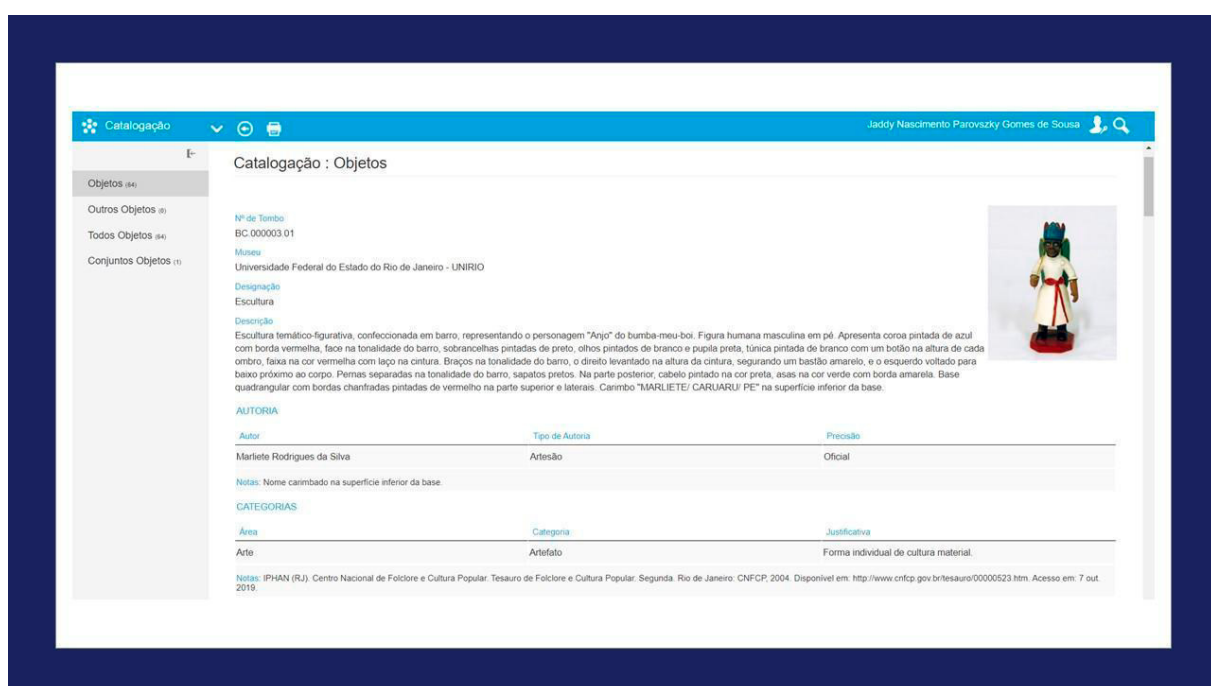 Catalogação
Jaddy Nascimento Parovszky Gomes de Sousa
Catalogação : Objetos
Objetos (64)
Outros Objetos (0)
Todos Objetos (64)
Conjuntos Objetos (1)
Nº de Tombo
BC.000003.01
Museu
Universidade Federal do Estado do Rio de Janeiro - UNIRIO
Designação
Escultura
Descrição
Escultura temático-figurativa, confeccionada em barro, representando o personagem "Anjo" do bumba-meu-boi. Figura humana masculina em pé. Apresenta coroa pintada de azul
com borda vermelha, face na tonalidade do barro, sobrancelhas pintadas de preto, olhos pintados de branco e pupila preta, túnica pintada de branco com um botão na altura de cada
ombro, faixa na cor vermelha com laço na cintura. Braços na tonalidade do barro, o direito levantado na altura da cintura, segurando um bastão amarelo, e o esquerdo voltado para
baixo próximo ao corpo. Pernas separadas na tonalidade do barro, sapatos pretos. Na parte posterior, cabelo pintado na cor preta, asas na cor verde com borda amarela. Base
quadrangular com bordas chanfradas pintadas de vermelho na parte superior e laterais. Carimbo "MARLIETE/ CARUARU/ PE" na superfície inferior da base.
AUTORIA
Autor Tipo de Autoria Precisão
Marliete Rodrigues da Silva Artesão Oficial
Notas: Nome carimbado na superfície inferior da base.
CATEGORIAS
Área Categoria Justificativa
Arte Artefato Forma individual de cultura material.
Notas: IPHAN (RJ). Centro Nacional de Folclore e Cultura Popular. Tesauro de Folclore e Cultura Popular. Segunda. Rio de Janeiro: CNFCP, 2004. Disponível em: http://www.cnfcp.gov.br/tesauro/00000523.htm. Acesso em: 7 out.
2019.